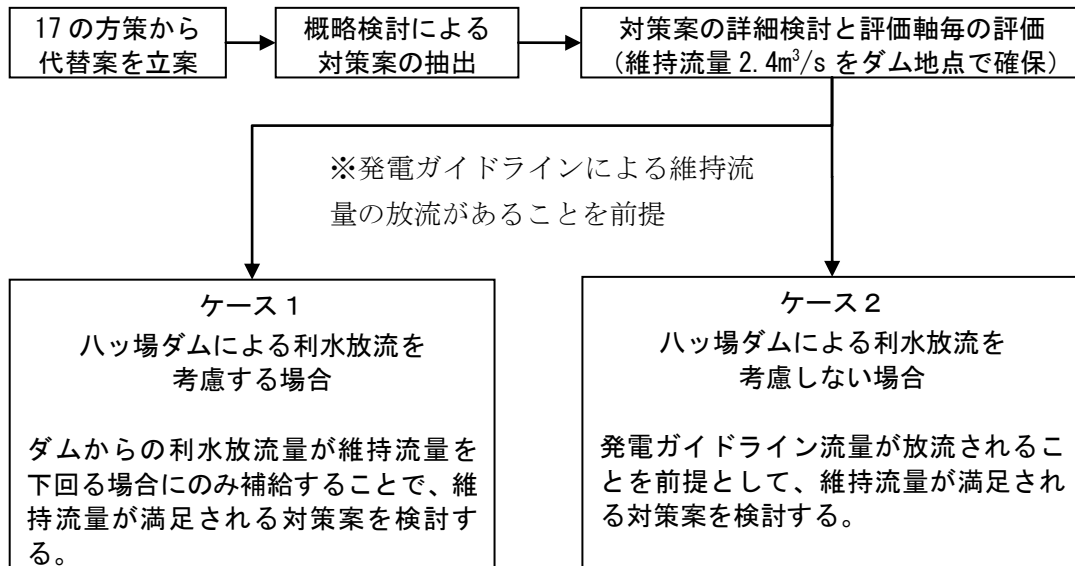 17 の方策から
代替案を立案
概略検討による
対策案の抽出
対策案の詳細検討と評価軸毎の評価
（維持流量 2.4m³/s をダム地点で確保）
※発電ガイドラインによる維持流
量の放流があることを前提
ケース１
八ッ場ダムによる利水放流を
考慮する場合
ダムからの利水放流量が維持流量を
下回る場合にのみ補給することで、維
持流量が満足される対策案を検討す
る。
ケース２
八ッ場ダムによる利水放流を
考慮しない場合
発電ガイドライン流量が放流されるこ
とを前提として、維持流量が満足され
る対策案を検討する。